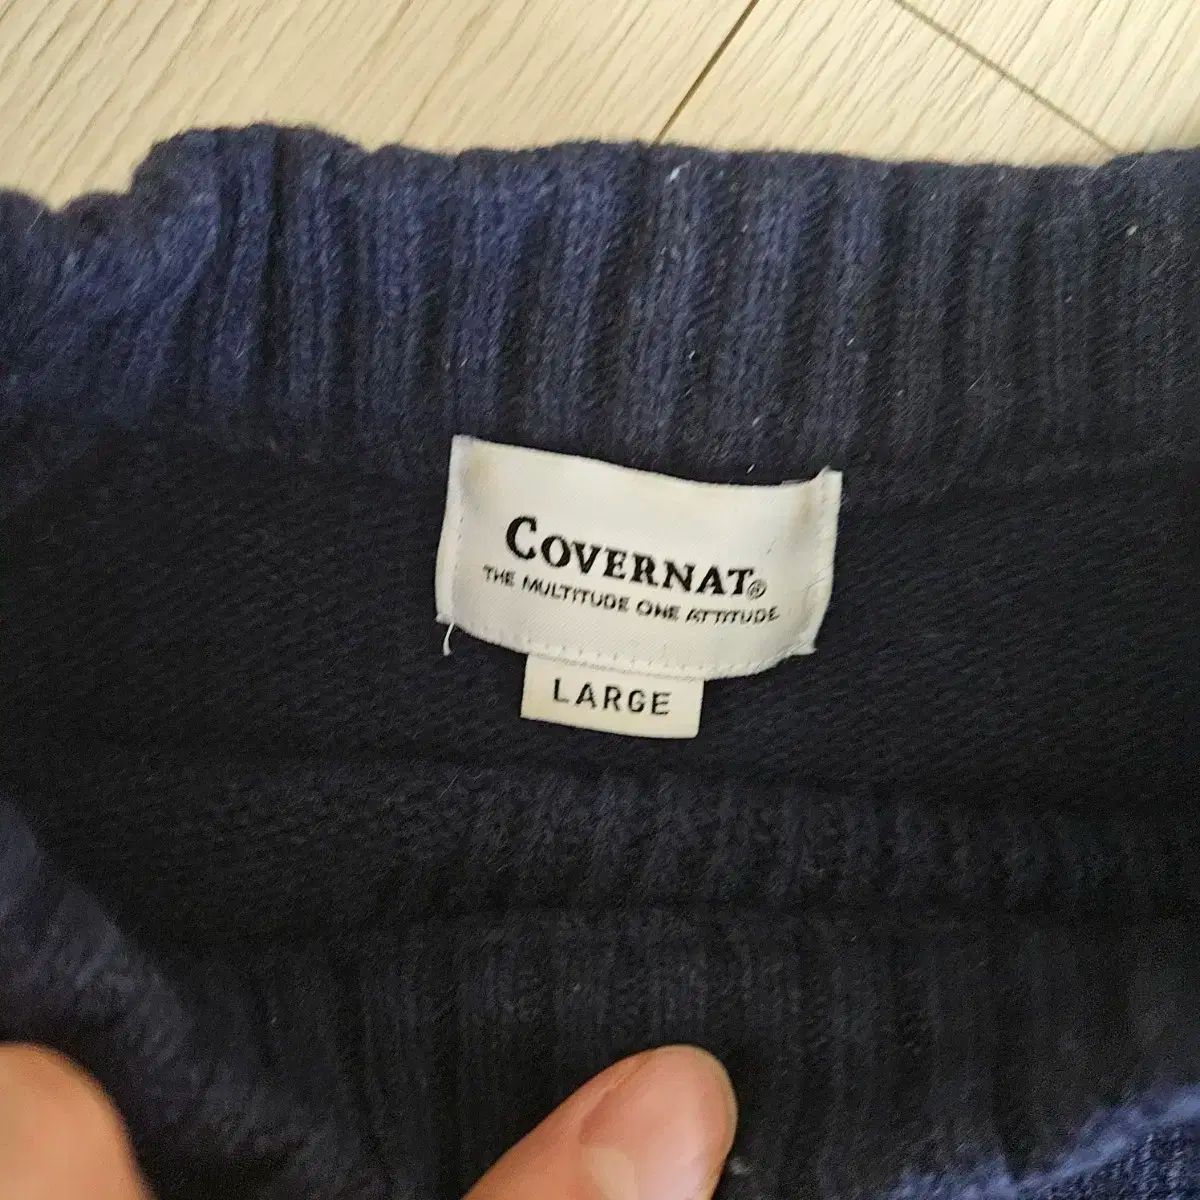 COVERNAT®
THE MULTITUDE ONE ATTITUDE
LARGE